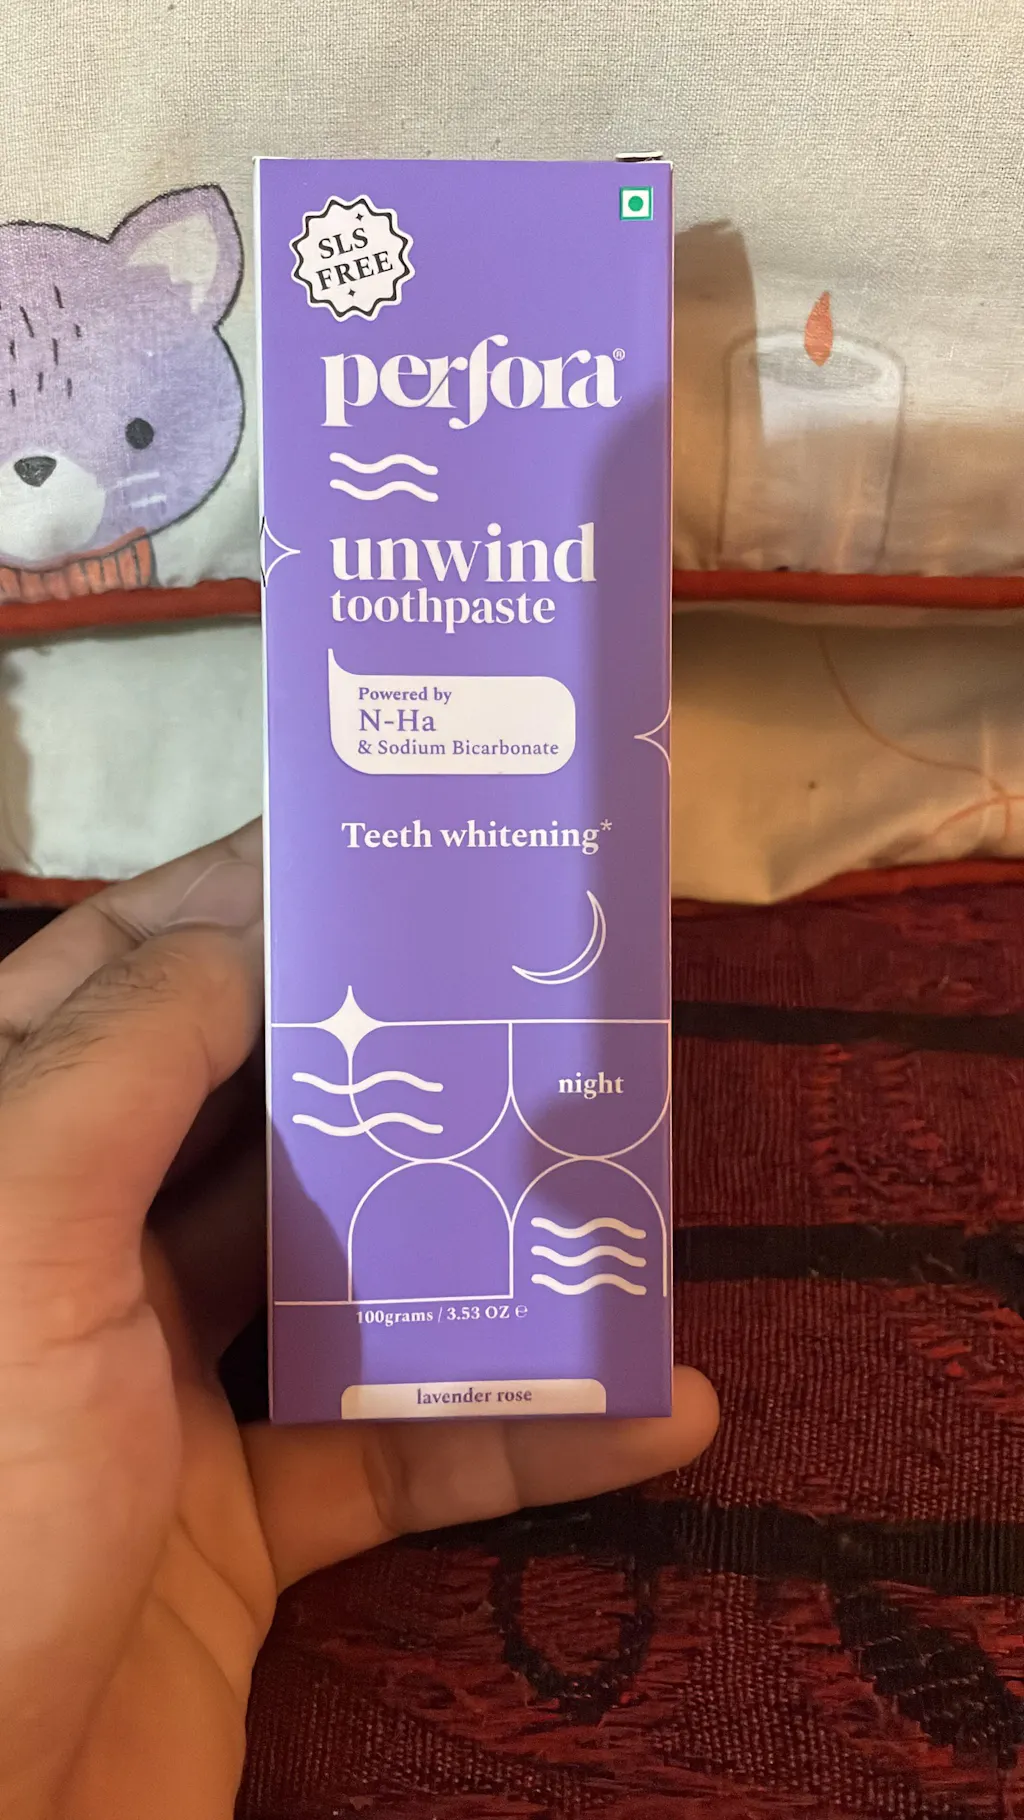 SLS
FREE
perfora®
unwind
toothpaste
Powered by
N-Ha
& Sodium Bicarbonate
Teeth whitening*
night
100grams / 3.53 OZ ℮
lavender rose